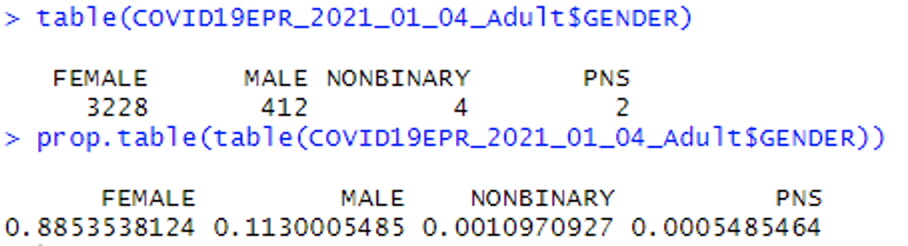 > table(COVID19EPR_2021_01_04_Adult$GENDER)
FEMALE MALE NONBINARY PNS
3228 412 4 2
> prop.table(table(COVID19EPR_2021_01_04_Adult$GENDER))
FEMALE MALE NONBINARY PNS
0.8853538124 0.1130005485 0.0010970927 0.0005485464